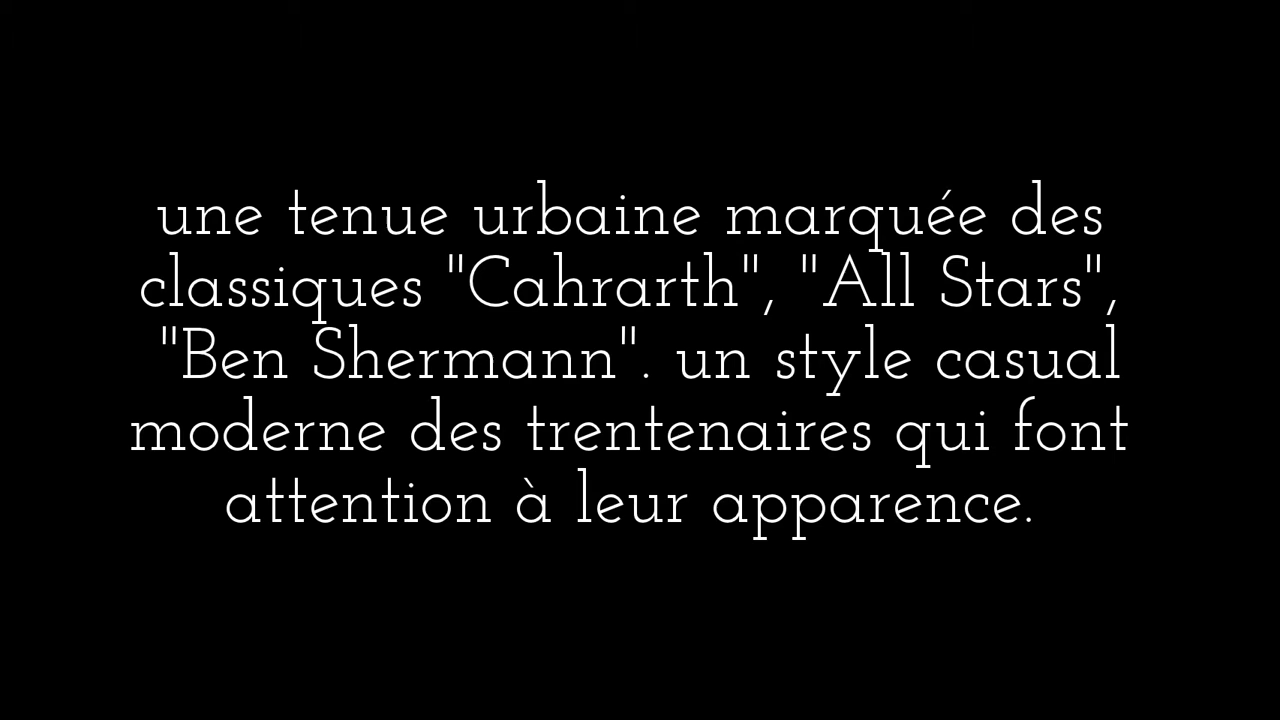 une tenue urbaine marquée des
classiques "Cahrarth", "All Stars",
"Ben Shermann". un style casual
moderne des trentenaires qui font
attention à leur apparence.